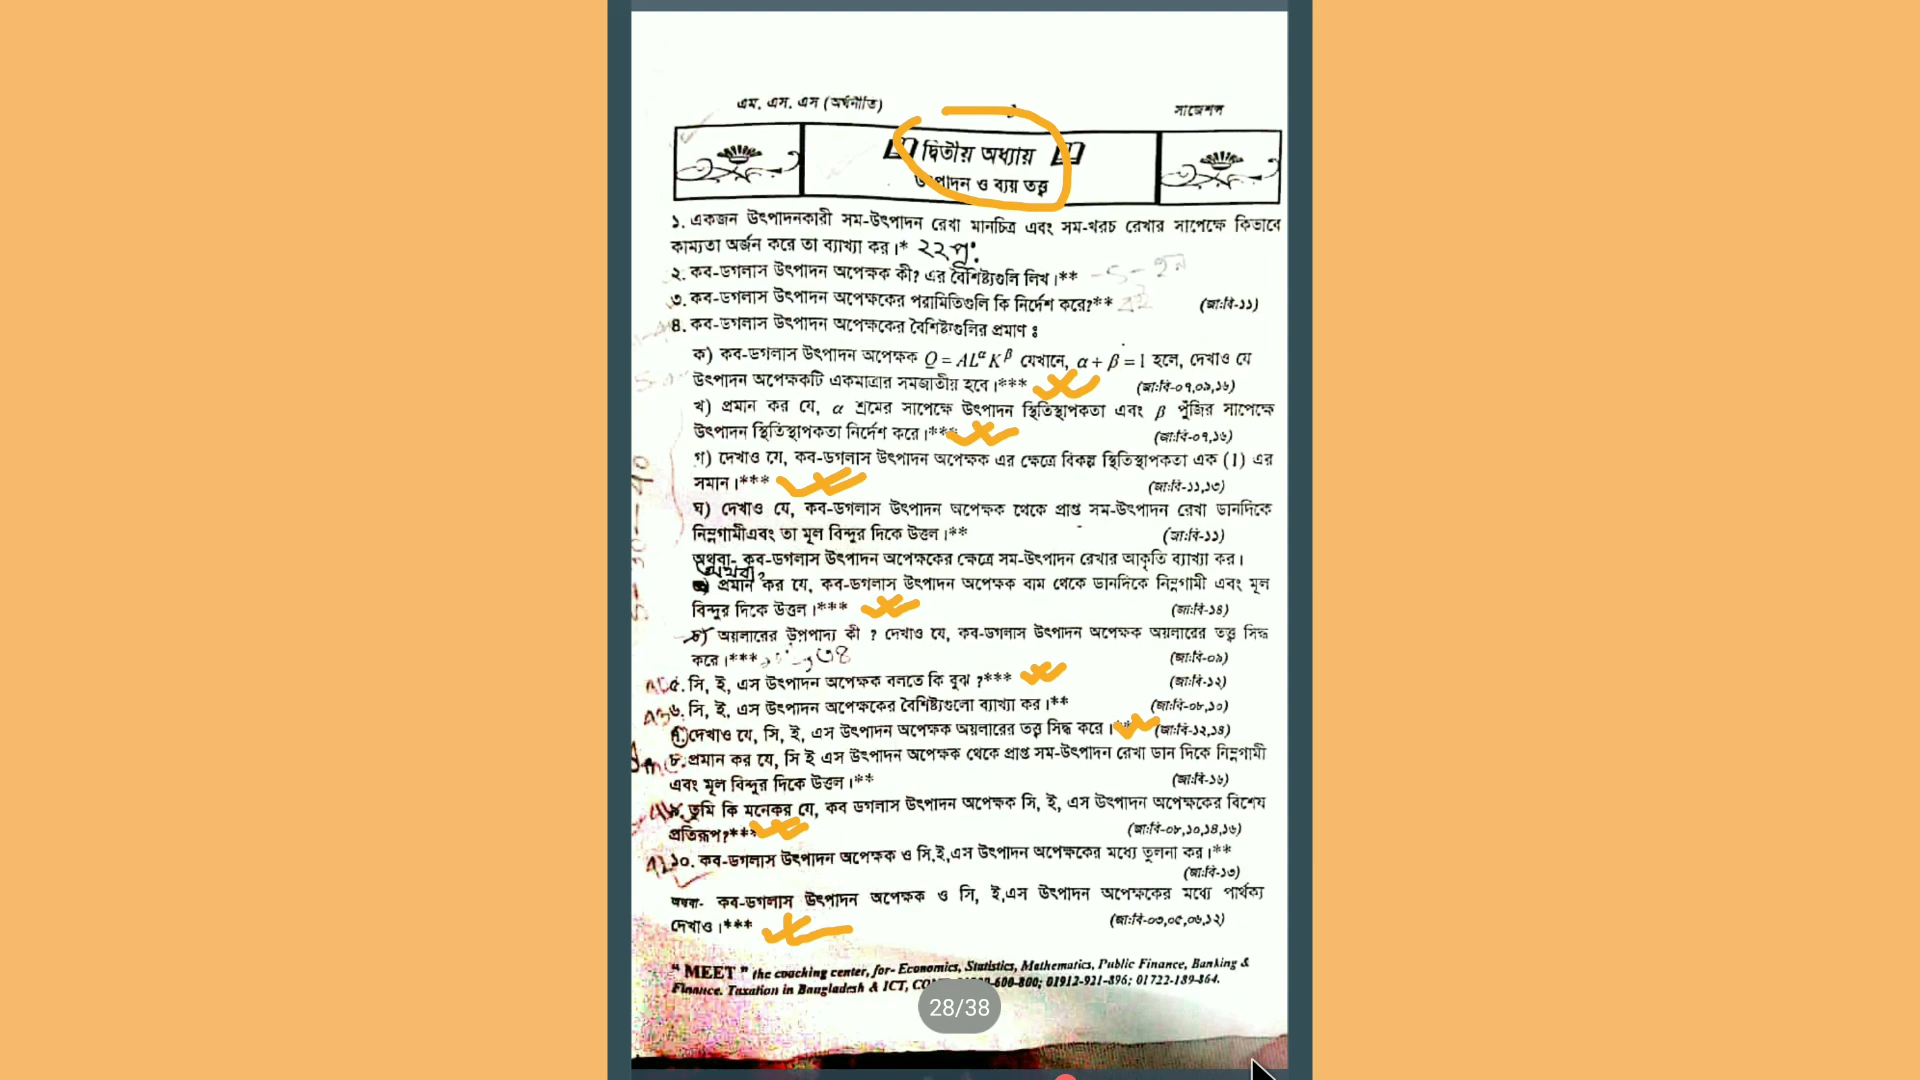 এম. এস. এস (অর্থনীতি) সাজেশন্স
দ্বিতীয় অধ্যায়
উৎপাদন ও ব্যয় তত্ত্ব
১. একজন উৎপাদনকারী সম-উৎপাদন রেখা মানচিত্র এবং সম-খরচ রেখার সাপেক্ষে কিভাবে
কাম্যতা অর্জন করে তা ব্যাখ্যা কর।* ২২পৃ:
২. কব-ডগলাস উৎপাদন অপেক্ষক কী? এর বৈশিষ্ট্যগুলি লিখ।**
৩. কব-ডগলাস উৎপাদন অপেক্ষকের পরামিতিগুলি কি নির্দেশ করে?** (জা:বি-১১)
৪. কব-ডগলাস উৎপাদন অপেক্ষকের বৈশিষ্টগুলির প্রমাণ ঃ
ক) কব-ডগলাস উৎপাদন অপেক্ষক Q = AL^α K^β যেখানে, α + β = 1 হলে, দেখাও যে
উৎপাদন অপেক্ষকটি একমাত্রার সমজাতীয় হবে।*** (জা:বি-০৭,০৯,১৬)
খ) প্রমান কর যে, α শ্রমের সাপেক্ষে উৎপাদন স্থিতিস্থাপকতা এবং β পুঁজির সাপেক্ষে
উৎপাদন স্থিতিস্থাপকতা নির্দেশ করে।*** (জা:বি-০৭,১৬)
গ) দেখাও যে, কব-ডগলাস উৎপাদন অপেক্ষক এর ক্ষেত্রে বিকল্প স্থিতিস্থাপকতা এক (1) এর
সমান।*** (জা:বি-১১,১৩)
ঘ) দেখাও যে, কব-ডগলাস উৎপাদন অপেক্ষক থেকে প্রাপ্ত সম-উৎপাদন রেখা ডানদিকে
নিম্নগামীএবং তা মূল বিন্দুর দিকে উত্তল।** (জা:বি-১১)
অথবা- কব-ডগলাস উৎপাদন অপেক্ষকের ক্ষেত্রে সম-উৎপাদন রেখার আকৃতি ব্যাখ্যা কর।
অথবা,
প্রমান কর যে, কব-ডগলাস উৎপাদন অপেক্ষক বাম থেকে ডানদিকে নিম্নগামী এবং মূল
বিন্দুর দিকে উত্তল।*** (জা:বি-১৪)
চ) অয়লারের উপপাদ্য কী ? দেখাও যে, কব-ডগলাস উৎপাদন অপেক্ষক অয়লারের তত্ত্ব সিদ্ধ
করে।*** (জা:বি-০৯)
৫. সি, ই, এস উৎপাদন অপেক্ষক বলতে কি বুঝ ?*** (জা:বি-১২)
৬. সি, ই, এস উৎপাদন অপেক্ষকের বৈশিষ্ট্যগুলো ব্যাখ্যা কর।** (জা:বি-০৮,১০)
৭. দেখাও যে, সি, ই, এস উৎপাদন অপেক্ষক অয়লারের তত্ত্ব সিদ্ধ করে।** (জা:বি-১২,১৪)
৮. প্রমান কর যে, সি ই এস উৎপাদন অপেক্ষক থেকে প্রাপ্ত সম-উৎপাদন রেখা ডান দিকে নিম্নগামী
এবং মূল বিন্দুর দিকে উত্তল।** (জা:বি-১৬)
৯. তুমি কি মনেকর যে, কব ডগলাস উৎপাদন অপেক্ষক সি, ই, এস উৎপাদন অপেক্ষকের বিশেষ
প্রতিরূপ?*** (জা:বি-০৮,১০,১৪,১৬)
১০. কব-ডগলাস উৎপাদন অপেক্ষক ও সি,ই,এস উৎপাদন অপেক্ষকের মধ্যে তুলনা কর।**
(জা:বি-১৩)
অথবা- কব-ডগলাস উৎপাদন অপেক্ষক ও সি, ই,এস উৎপাদন অপেক্ষকের মধ্যে পার্থক্য
দেখাও।*** (জা:বি-০৩,০৫,০৬,১২)
“ MEET ” the coaching center, for- Economics, Statistics, Mathematics, Public Finance, Banking &
Finance. Taxation in Bangladesh & ICT, 600-800; 01912-921-896; 01722-189-864.
28/38